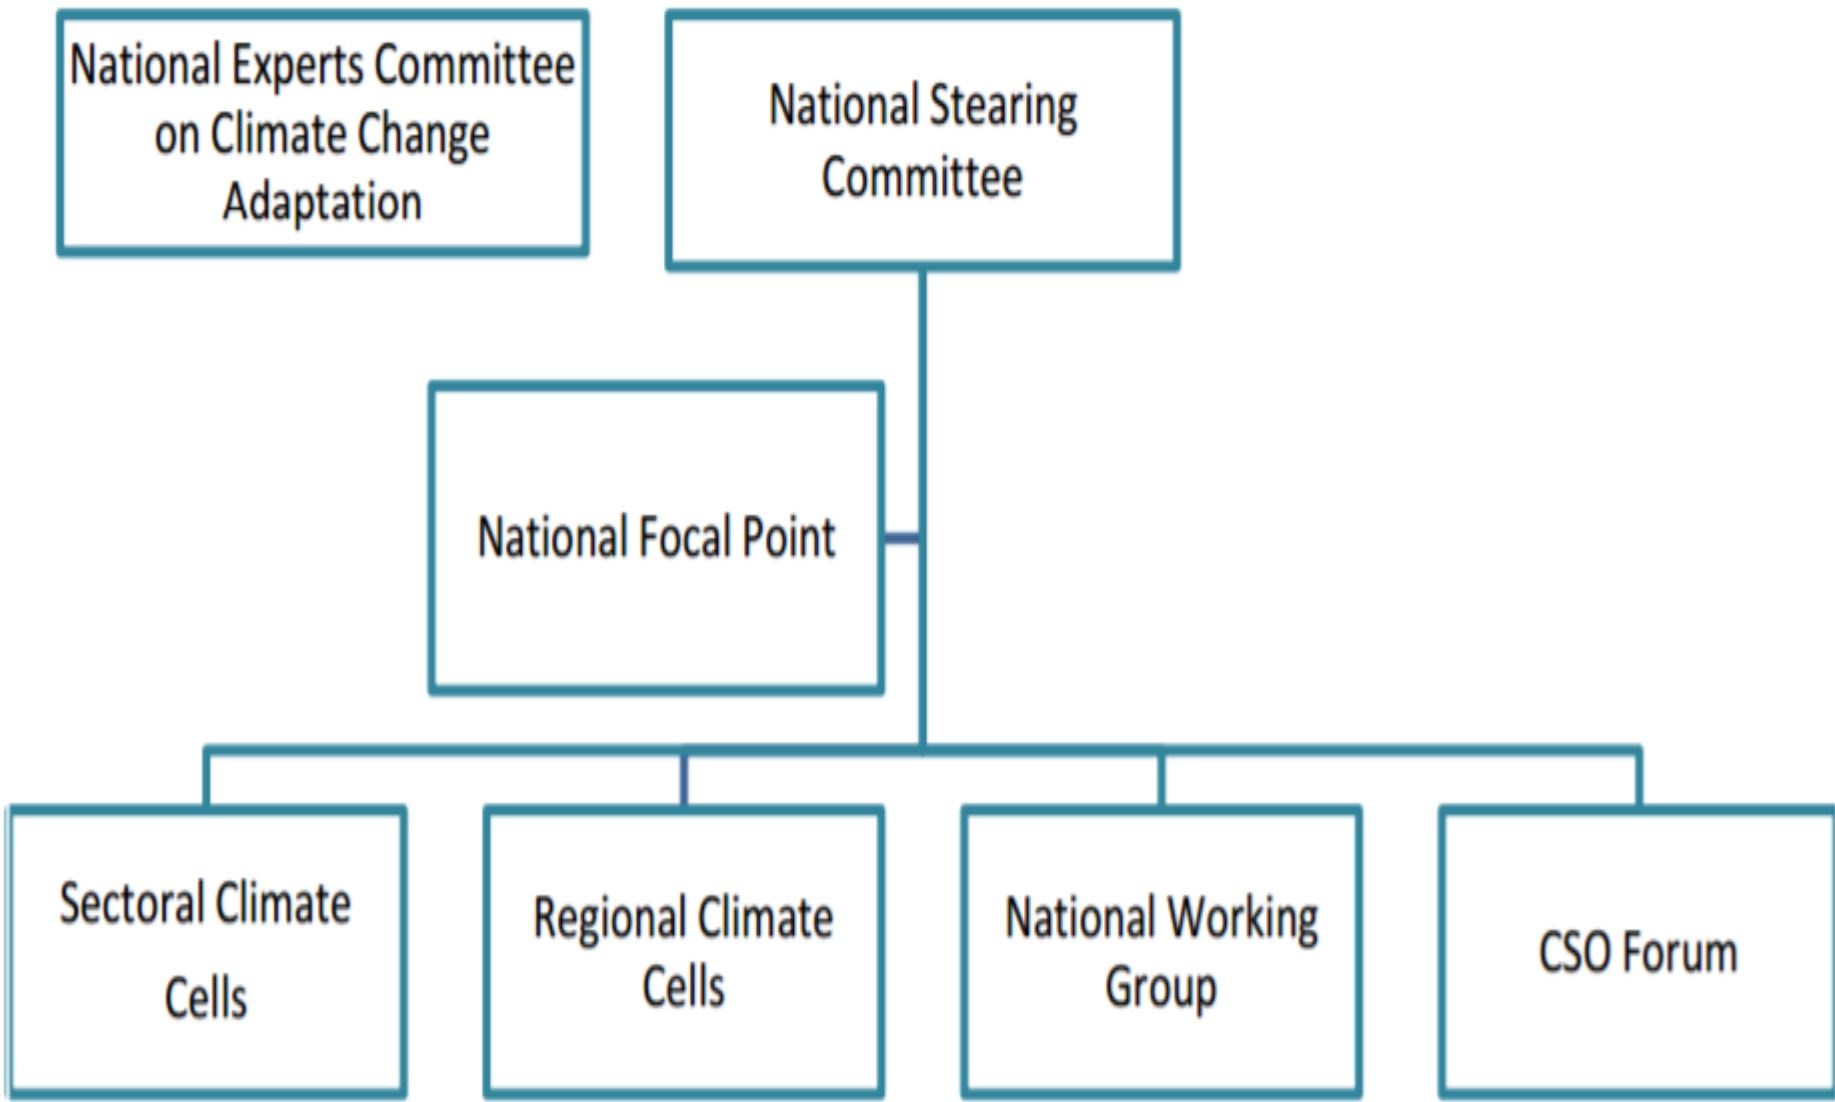 National Experts Committee
on Climate Change
Adaptation
National Stearing
Committee
National Focal Point
Sectoral Climate
Cells
Regional Climate
Cells
National Working
Group
CSO Forum